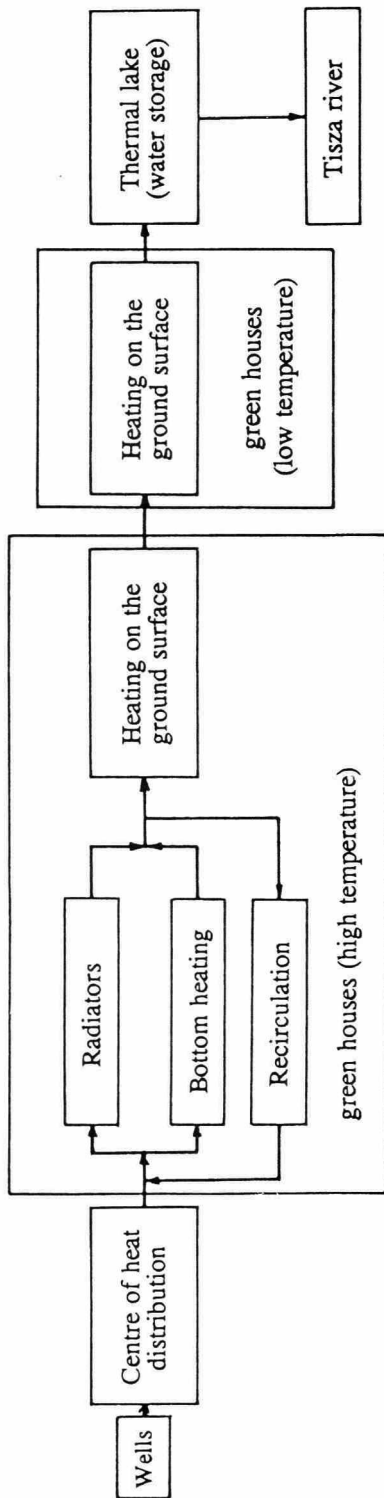 Wells
Centre of heat
distribution
Radiators
Bottom heating
Recirculation
Heating on the
ground surface
green houses (high temperature)
Heating on the
ground surface
green houses
(low temperature)
Thermal lake
(water storage)
Tisza river